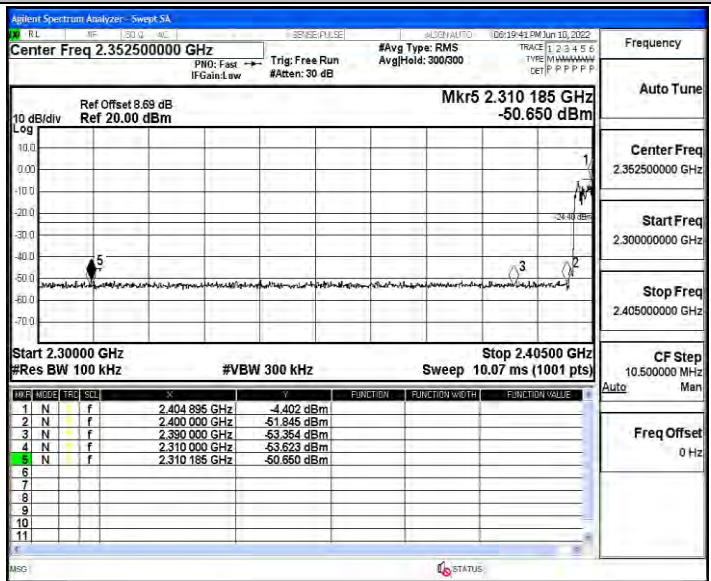 Agilent Spectrum Analyzer - Swept SA
RL RF 50 Ω AC SENSE:PULSE ALIGN AUTO 06:19:41 PM Jun 10, 2022
Center Freq 2.352500000 GHz
PNO: Fast
IFGain:Low
Trig: Free Run
#Atten: 30 dB
#Avg Type: RMS
Avg|Hold: 300/300
TRACE 1 2 3 4 5 6
TYPE M WWWWW
DET P P P P P P
Frequency
Auto Tune
Center Freq
2.352500000 GHz
Start Freq
2.300000000 GHz
Stop Freq
2.405000000 GHz
CF Step
10.500000 MHz
Auto Man
Freq Offset
0 Hz
Mkr5 2.310 185 GHz
-50.650 dBm
Ref Offset 8.69 dB
10 dB/div Ref 20.00 dBm
Log
10.0
0.00
-10.0
-20.0
-30.0
-40.0
-50.0
-60.0
-70.0
1
-24.40 dBm
5
3
2
Start 2.30000 GHz Stop 2.40500 GHz
#Res BW 100 kHz #VBW 300 kHz Sweep 10.07 ms (1001 pts)
MKR MODE TRC SCL X Y FUNCTION FUNCTION WIDTH FUNCTION VALUE
1 N f 2.404 895 GHz -4.402 dBm
2 N f 2.400 000 GHz -51.845 dBm
3 N f 2.390 000 GHz -53.354 dBm
4 N f 2.310 000 GHz -53.623 dBm
5 N f 2.310 185 GHz -50.650 dBm
6
7
8
9
10
11
MSG STATUS